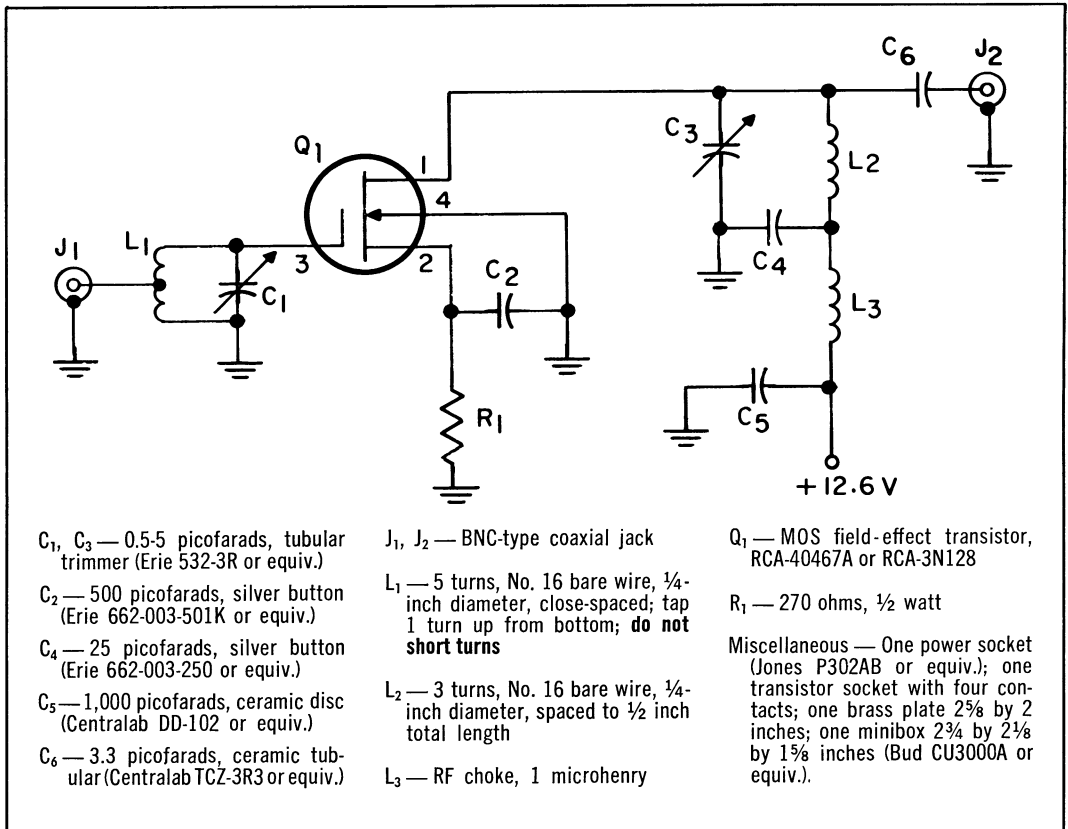 C6
J2
C3
L2
Q1
1
4
J1
L1
3
2
C2
C4
C1
L3
R1
C5
+12.6 V
C1, C3 — 0.5-5 picofarads, tubular
trimmer (Erie 532-3R or equiv.)
C2 — 500 picofarads, silver button
(Erie 662-003-501K or equiv.)
C4 — 25 picofarads, silver button
(Erie 662-003-250 or equiv.)
C5 — 1,000 picofarads, ceramic disc
(Centralab DD-102 or equiv.)
C6 — 3.3 picofarads, ceramic tub-
ular (Centralab TCZ-3R3 or equiv.)
J1, J2 — BNC-type coaxial jack
L1 — 5 turns, No. 16 bare wire, ¼-
inch diameter, close-spaced; tap
1 turn up from bottom; do not
short turns
L2 — 3 turns, No. 16 bare wire, ¼-
inch diameter, spaced to ½ inch
total length
L3 — RF choke, 1 microhenry
Q1 — MOS field-effect transistor,
RCA-40467A or RCA-3N128
R1 — 270 ohms, ½ watt
Miscellaneous — One power socket
(Jones P302AB or equiv.); one
transistor socket with four con-
tacts; one brass plate 2⅝ by 2
inches; one minibox 2¾ by 2⅛
by 1⅝ inches (Bud CU3000A or
equiv.).